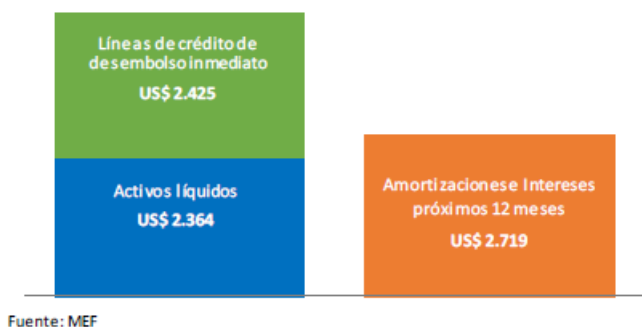 Líneas de crédito de
desembolso inmediato
US$ 2.425
Activos líquidos
US$ 2.364
Amortizaciones e Intereses
próximos 12 meses
US$ 2.719
Fuente: MEF